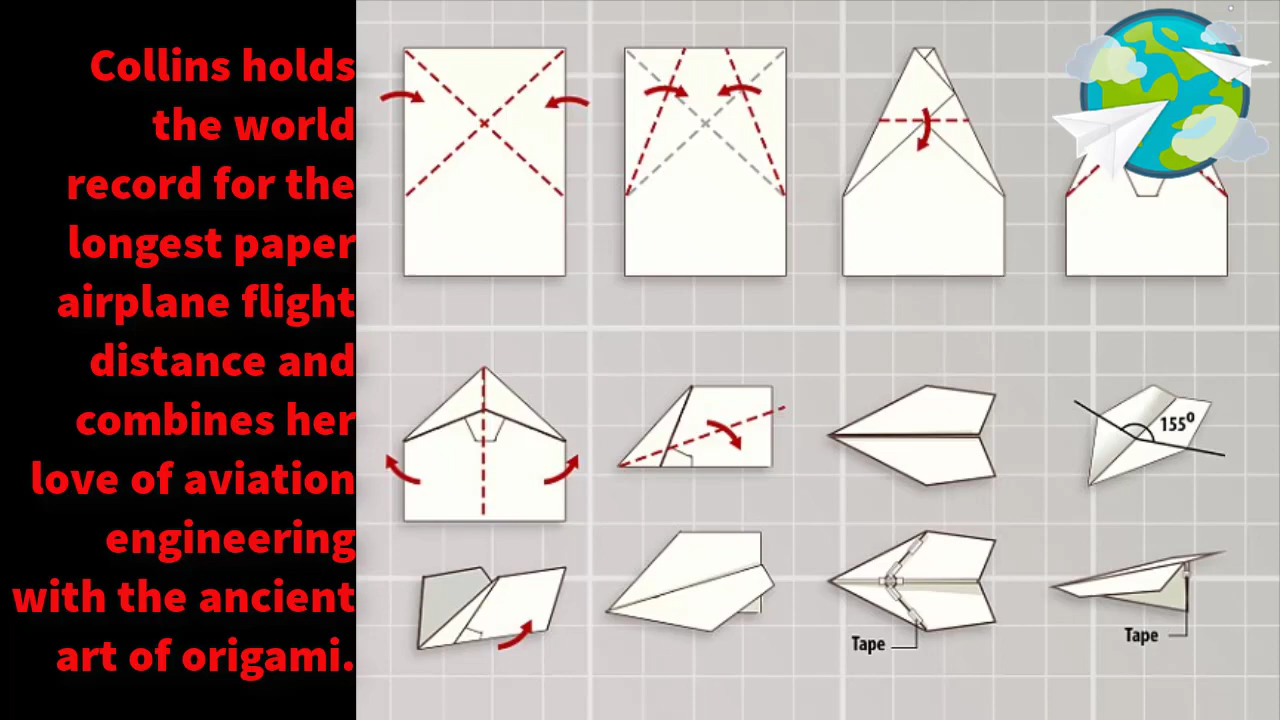 Collins holds
the world
record for the
longest paper
airplane flight
distance and
combines her
love of aviation
engineering
with the ancient
art of origami.
155º
Tape
Tape